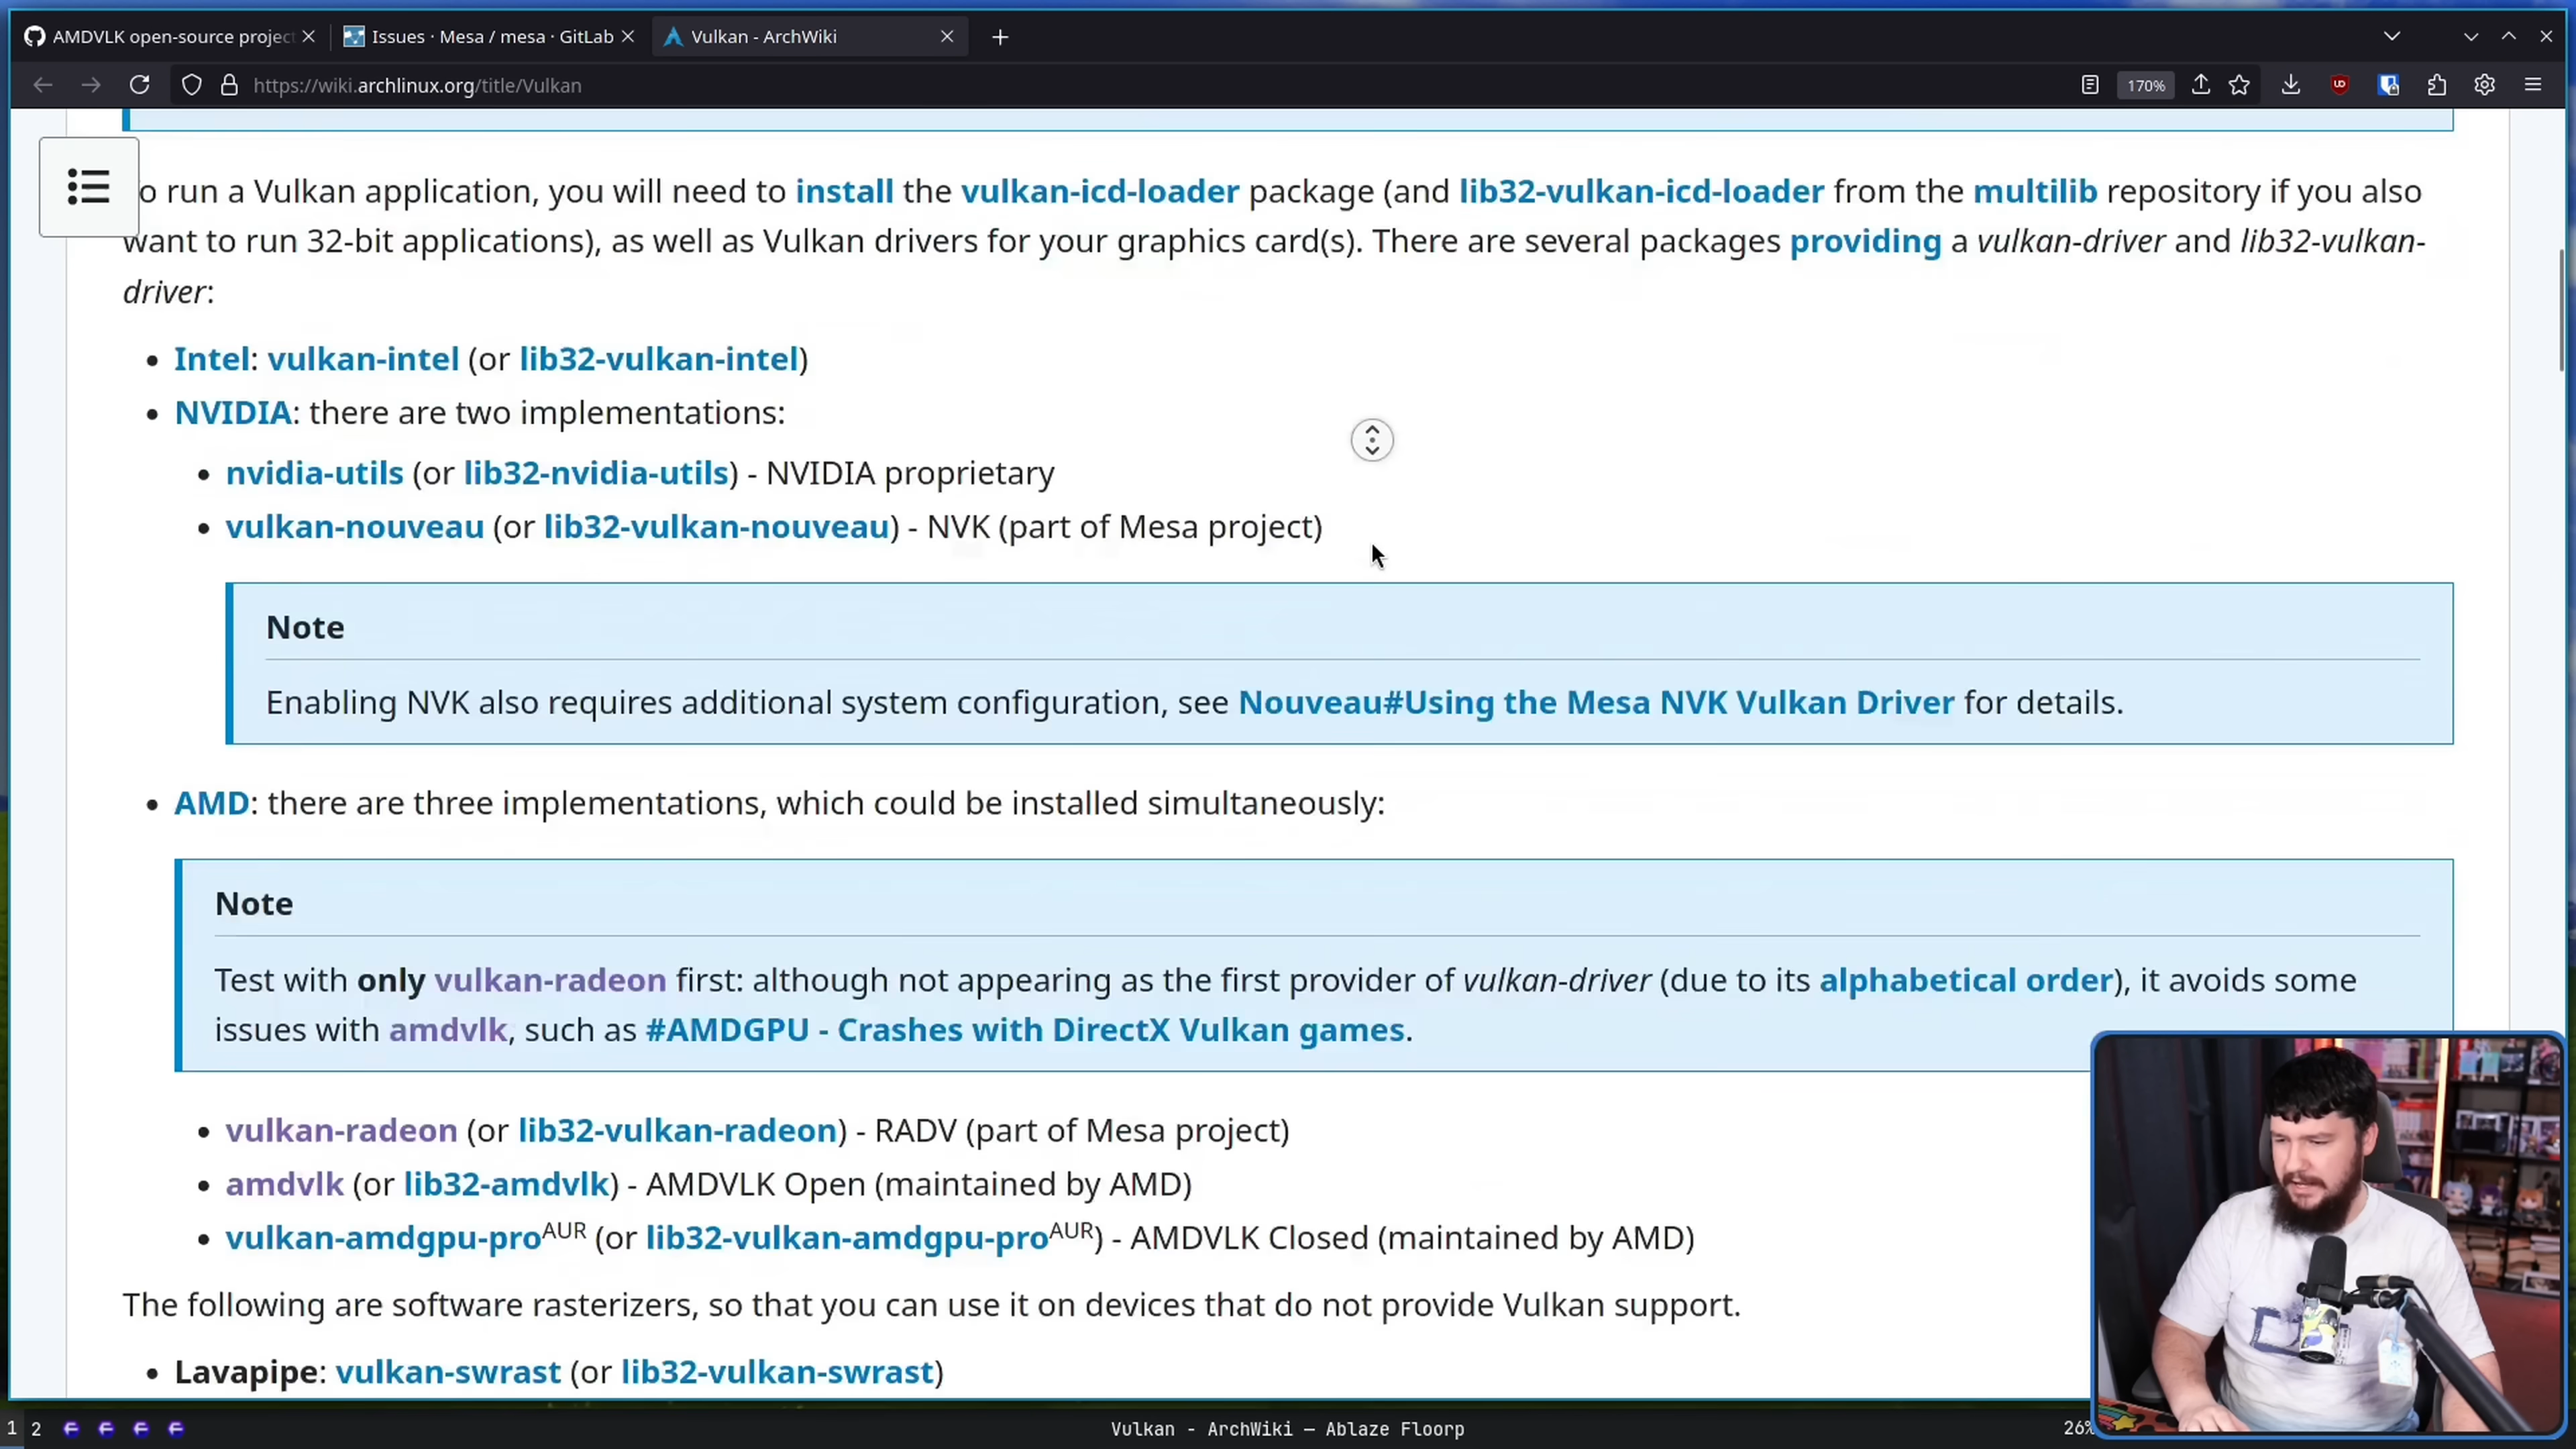 AMDVLK open-source project
Issues · Mesa / mesa · GitLab
Vulkan - ArchWiki
https://wiki.archlinux.org/title/Vulkan
170%
o run a Vulkan application, you will need to install the vulkan-icd-loader package (and lib32-vulkan-icd-loader from the multilib repository if you also
want to run 32-bit applications), as well as Vulkan drivers for your graphics card(s). There are several packages providing a vulkan-driver and lib32-vulkan-
driver:
• Intel: vulkan-intel (or lib32-vulkan-intel)
• NVIDIA: there are two implementations:
• nvidia-utils (or lib32-nvidia-utils) - NVIDIA proprietary
• vulkan-nouveau (or lib32-vulkan-nouveau) - NVK (part of Mesa project)
Note
Enabling NVK also requires additional system configuration, see Nouveau#Using the Mesa NVK Vulkan Driver for details.
• AMD: there are three implementations, which could be installed simultaneously:
Note
Test with only vulkan-radeon first: although not appearing as the first provider of vulkan-driver (due to its alphabetical order), it avoids some
issues with amdvlk, such as #AMDGPU - Crashes with DirectX Vulkan games.
• vulkan-radeon (or lib32-vulkan-radeon) - RADV (part of Mesa project)
• amdvlk (or lib32-amdvlk) - AMDVLK Open (maintained by AMD)
• vulkan-amdgpu-proAUR (or lib32-vulkan-amdgpu-proAUR) - AMDVLK Closed (maintained by AMD)
The following are software rasterizers, so that you can use it on devices that do not provide Vulkan support.
• Lavapipe: vulkan-swrast (or lib32-vulkan-swrast)
1 2
Vulkan - ArchWiki — Ablaze Floorp
26%